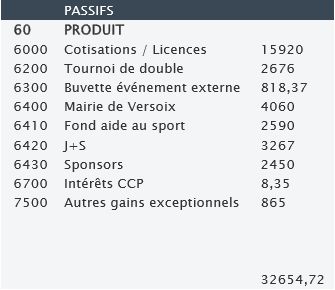 PASSIFS
60 PRODUIT
6000 Cotisations / Licences 15920
6200 Tournoi de double 2676
6300 Buvette événement externe 818,37
6400 Mairie de Versoix 4060
6410 Fond aide au sport 2590
6420 J+S 3267
6430 Sponsors 2450
6700 Intérêts CCP 8,35
7500 Autres gains exceptionnels 865
32654,72